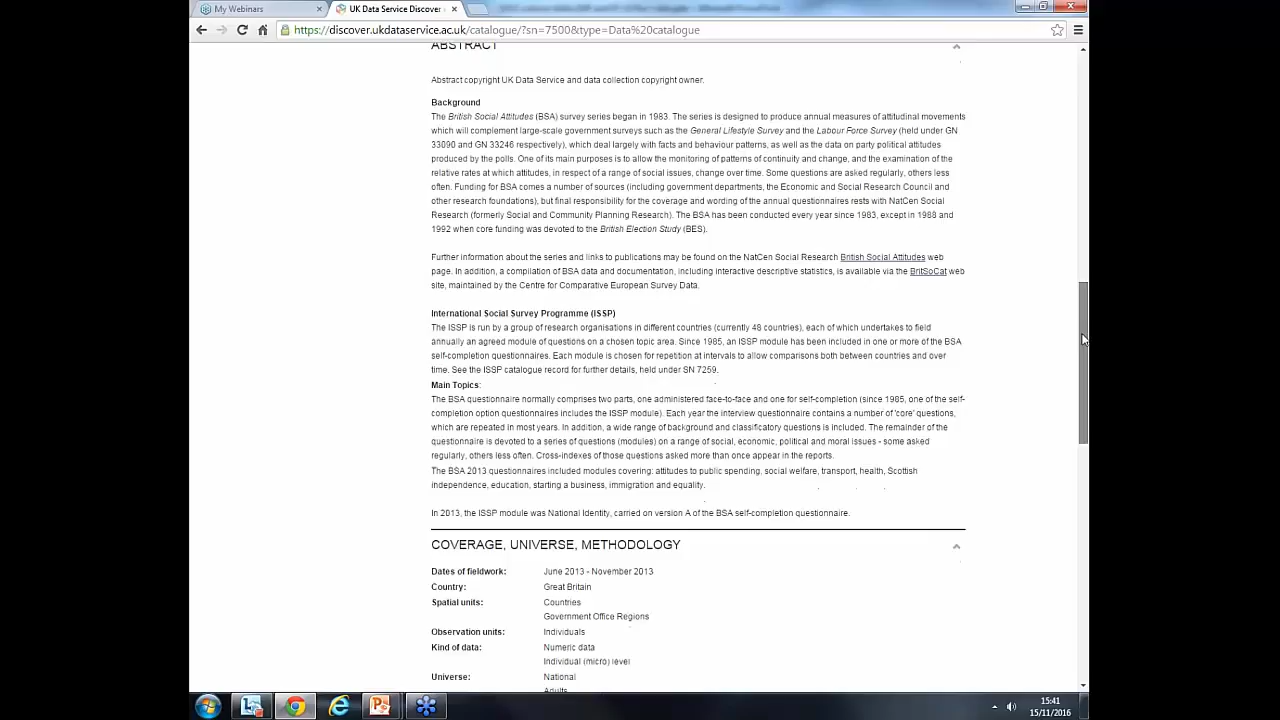 My Webinars
UK Data Service Discover
https://discover.ukdataservice.ac.uk/catalogue/?sn=7500&type=Data%20catalogue
ABSTRACT
Abstract copyright UK Data Service and data collection copyright owner.
Background
The British Social Attitudes (BSA) survey series began in 1983. The series is designed to produce annual measures of attitudinal movements
which will complement large-scale government surveys such as the General Lifestyle Survey and the Labour Force Survey (held under GN
33090 and GN 33246 respectively), which deal largely with facts and behaviour patterns, as well as the data on party political attitudes
produced by the polls. One of its main purposes is to allow the monitoring of patterns of continuity and change, and the examination of the
relative rates at which attitudes, in respect of a range of social issues, change over time. Some questions are asked regularly, others less
often. Funding for BSA comes a number of sources (including government departments, the Economic and Social Research Council and
other research foundations), but final responsibility for the coverage and wording of the annual questionnaires rests with NatCen Social
Research (formerly Social and Community Planning Research). The BSA has been conducted every year since 1983, except in 1988 and
1992 when core funding was devoted to the British Election Study (BES).
Further information about the series and links to publications may be found on the NatCen Social Research British Social Attitudes web
page. In addition, a compilation of BSA data and documentation, including interactive descriptive statistics, is available via the BritSoCat web
site, maintained by the Centre for Comparative European Survey Data.
International Social Survey Programme (ISSP)
The ISSP is run by a group of research organisations in different countries (currently 48 countries), each of which undertakes to field
annually an agreed module of questions on a chosen topic area. Since 1985, an ISSP module has been included in one or more of the BSA
self-completion questionnaires. Each module is chosen for repetition at intervals to allow comparisons both between countries and over
time. See the ISSP catalogue record for further details, held under SN 7259.
Main Topics:
The BSA questionnaire normally comprises two parts, one administered face-to-face and one for self-completion (since 1985, one of the self-
completion option questionnaires includes the ISSP module). Each year the interview questionnaire contains a number of 'core' questions,
which are repeated in most years. In addition, a wide range of background and classificatory questions is included. The remainder of the
questionnaire is devoted to a series of questions (modules) on a range of social, economic, political and moral issues - some asked
regularly, others less often. Cross-indexes of those questions asked more than once appear in the reports.
The BSA 2013 questionnaires included modules covering: attitudes to public spending, social welfare, transport, health, Scottish
independence, education, starting a business, immigration and equality.
In 2013, the ISSP module was National Identity, carried on version A of the BSA self-completion questionnaire.
COVERAGE, UNIVERSE, METHODOLOGY
Dates of fieldwork: June 2013 - November 2013
Country: Great Britain
Spatial units: Countries
Government Office Regions
Observation units: Individuals
Kind of data: Numeric data
Individual (micro) level
Universe: National
Adults
15:41
15/11/2016